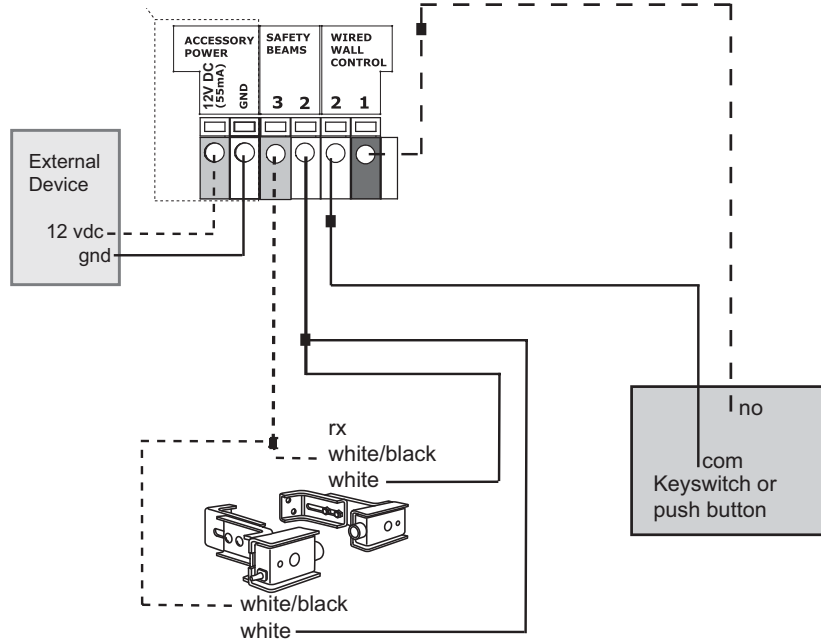 ACCESSORY
POWER
SAFETY
BEAMS
WIRED
WALL
CONTROL
12V DC
(55mA)
GND
3
2
2
1
External
Device
12 vdc
gnd
no
com
Keyswitch or
push button
rx
white/black
white
white/black
white